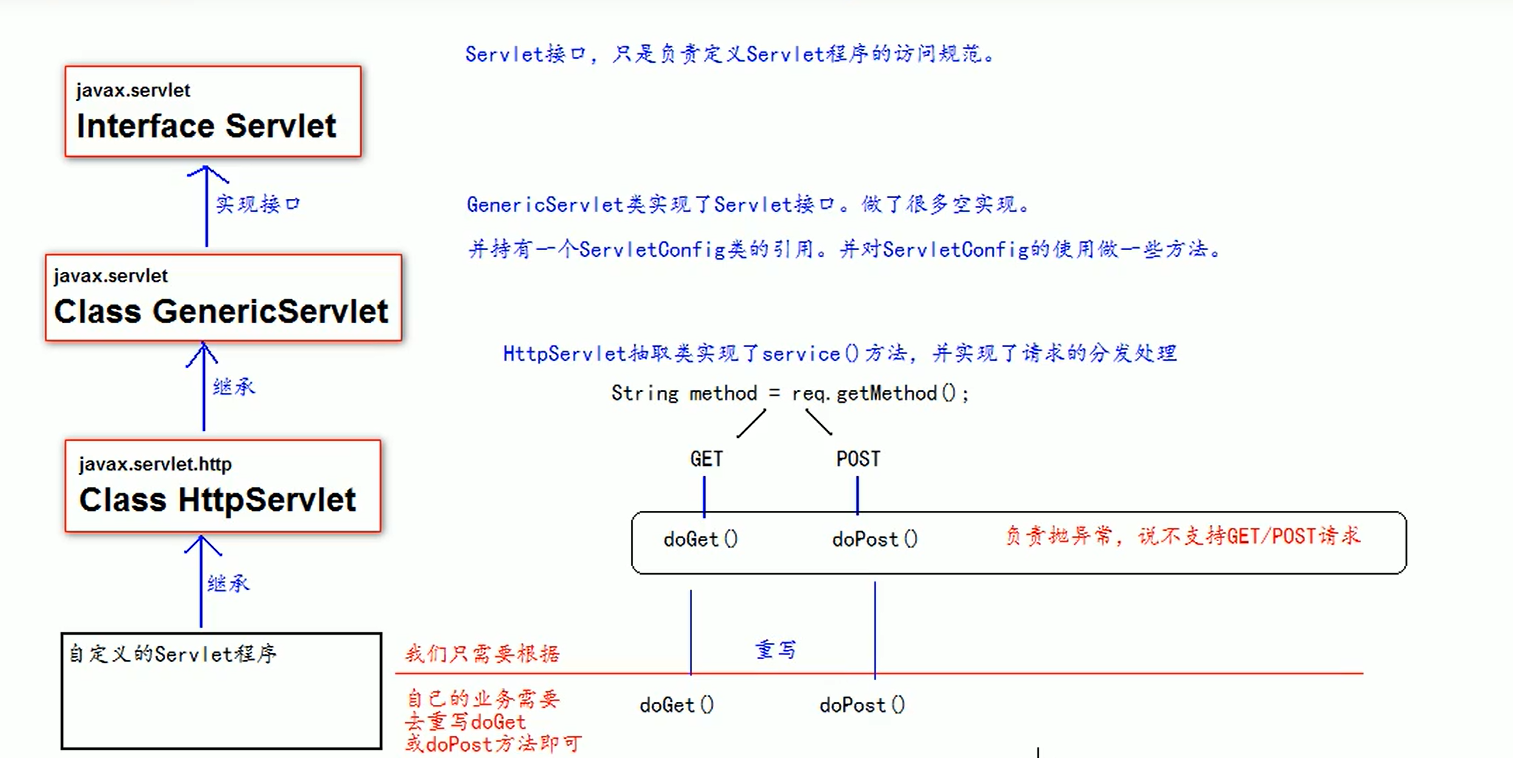 Servlet接口，只是负责定义Servlet程序的访问规范。
javax.servlet
Interface Servlet
实现接口
GenericServlet类实现了Servlet接口。做了很多空实现。
并持有一个ServletConfig类的引用。并对ServletConfig的使用做一些方法。
javax.servlet
Class GenericServlet
继承
HttpServlet抽取类实现了service()方法，并实现了请求的分发处理
String method = req.getMethod();
GET POST
javax.servlet.http
Class HttpServlet
doGet() doPost() 负责抛异常，说不支持GET/POST请求
继承
自定义的Servlet程序
我们只需要根据
重写
自己的业务需要
去重写doGet
或doPost方法即可
doGet() doPost()